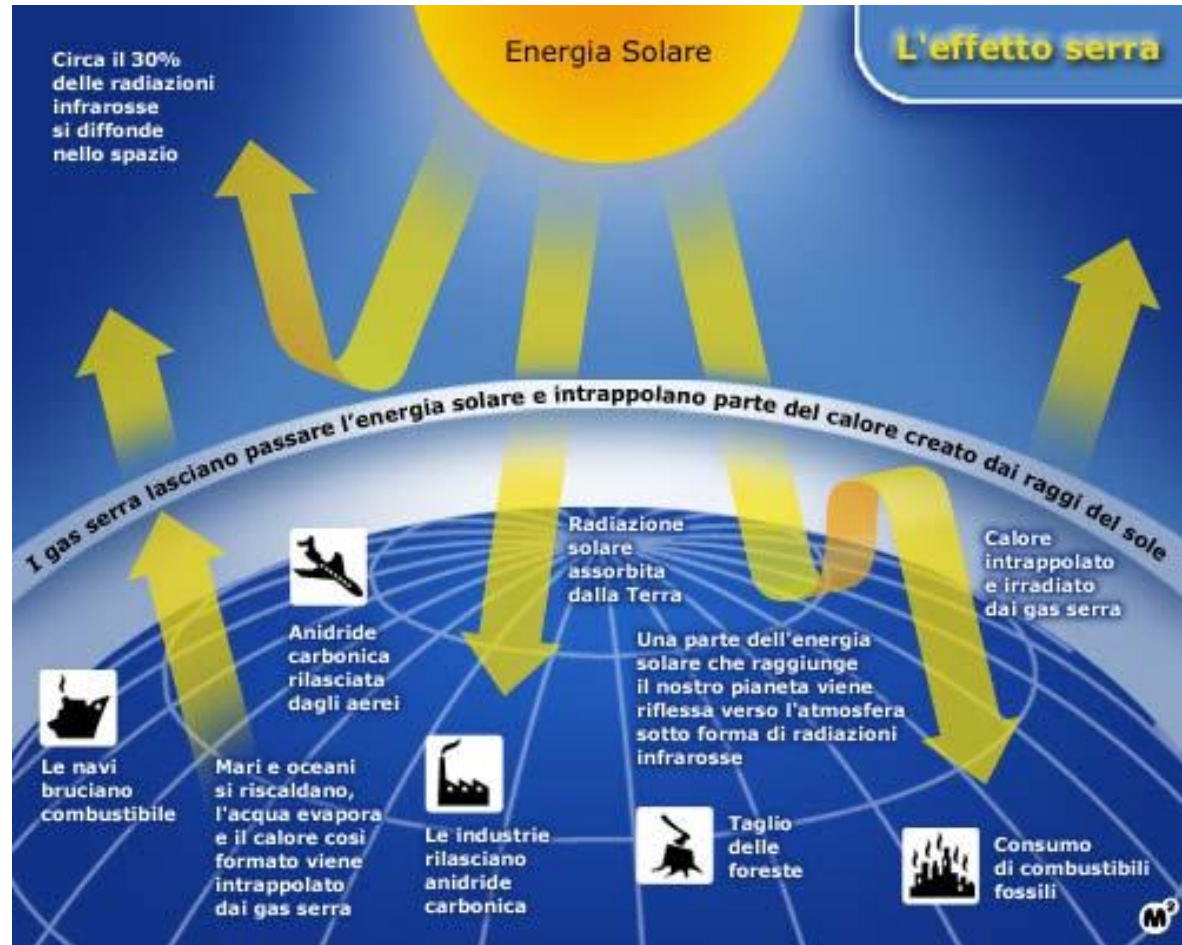 Energia Solare
L'effetto serra
Circa il 30%
delle radiazioni
infrarosse
si diffonde
nello spazio
I gas serra lasciano passare l'energia solare e intrappolano parte del calore creato dai raggi del sole
Radiazione
solare
assorbita
dalla Terra
Calore
intrappolato
e irradiato
dai gas serra
Anidride
carbonica
rilasciata
dagli aerei
Una parte dell'energia
solare che raggiunge
il nostro pianeta viene
riflessa verso l'atmosfera
sotto forma di radiazioni
infrarosse
Le navi
bruciano
combustibile
Mari e oceani
si riscaldano,
l'acqua evapora
e il calore cosi
formato viene
intrappolato
dai gas serra
Le industrie
rilasciano
anidride
carbonica
Taglio
delle
foreste
Consumo
di combustibili
fossili
M²